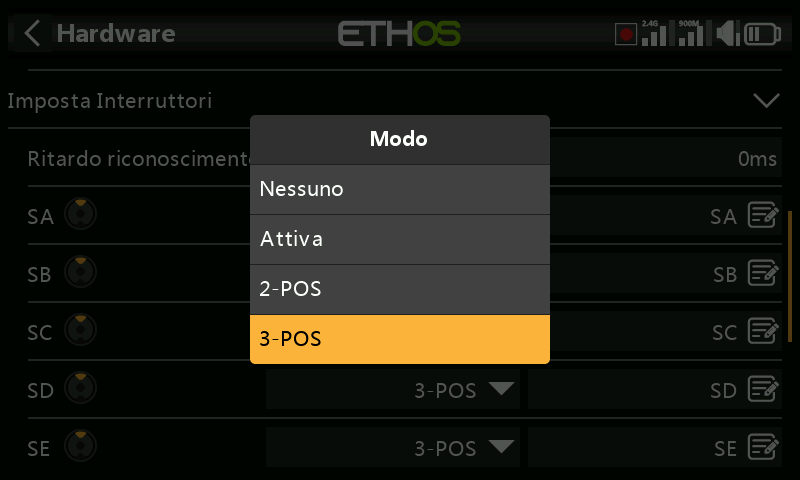 Hardware
ETHOS
2.4G 900M
Imposta Interruttori
Modo
Ritardo riconosciment
0ms
Nessuno
SA
SA
Attiva
SB
SB
2-POS
SC
SC
3-POS
SD 3-POS SD
SE 3-POS SE